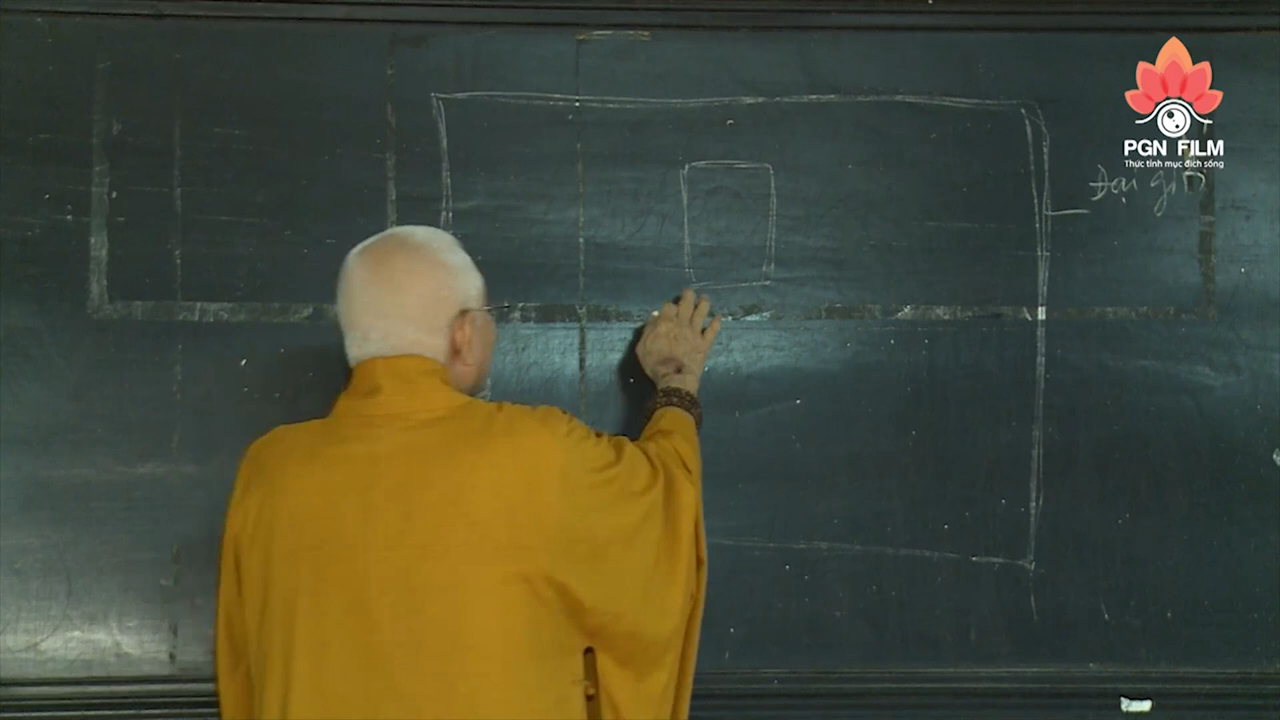 PGN FILM
Thức tỉnh mục đích sống
Đại giới